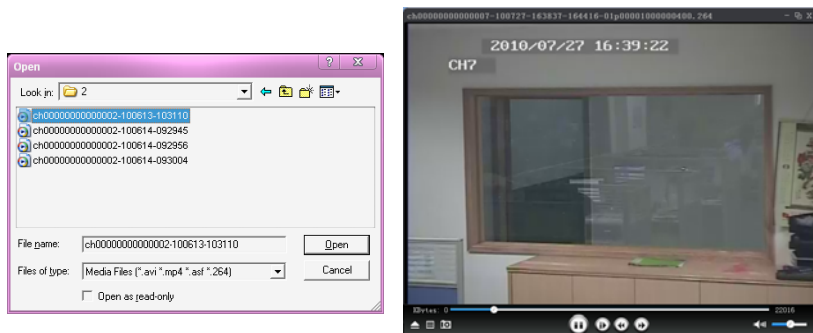 Open
Look in: 2
ch00000000000002-100613-103110
ch00000000000002-100614-092945
ch00000000000002-100614-092956
ch00000000000002-100614-093004
File name: ch00000000000002-100613-103110 Open
Files of type: Media Files (*.avi *.mp4 *.asf *.264) Cancel
Open as read-only
ch00000000000007-100727-163837-164416-01p00001000000400.264
2010/07/27 16:39:22
CH7
KBytes: 0 22016